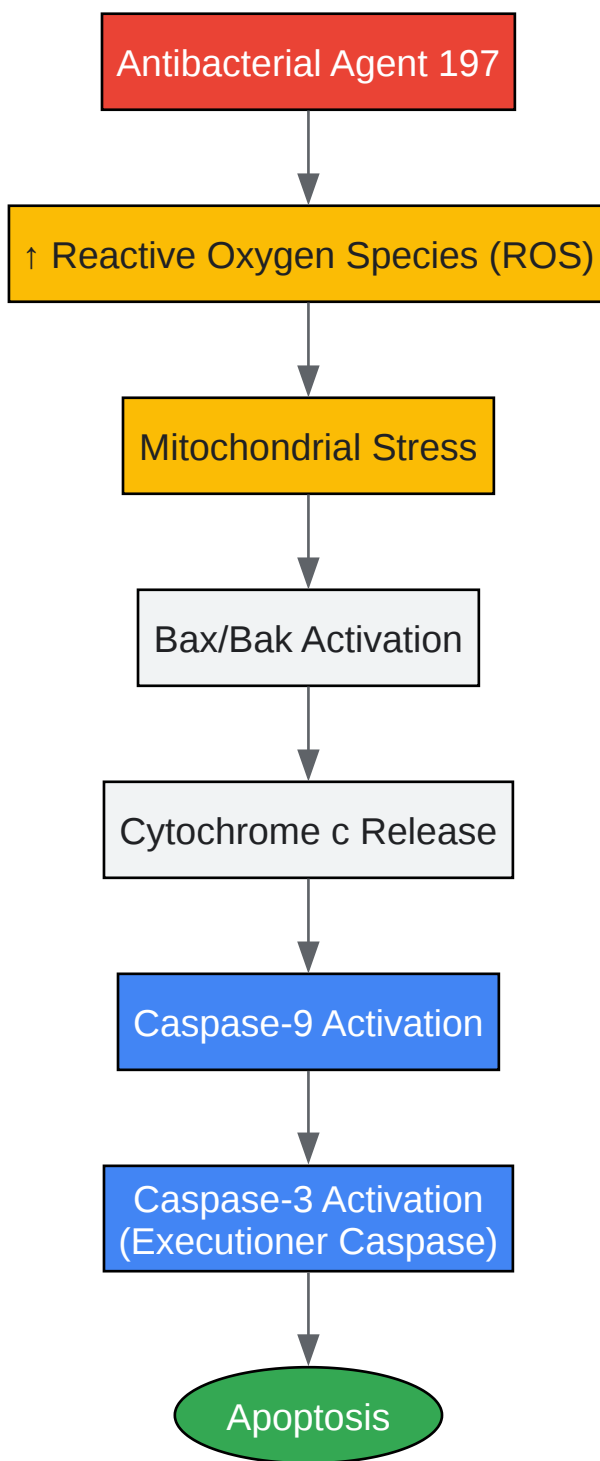 Antibacterial Agent 197
↑ Reactive Oxygen Species (ROS)
Mitochondrial Stress
Bax/Bak Activation
Cytochrome c Release
Caspase-9 Activation
Caspase-3 Activation
(Executioner Caspase)
Apoptosis